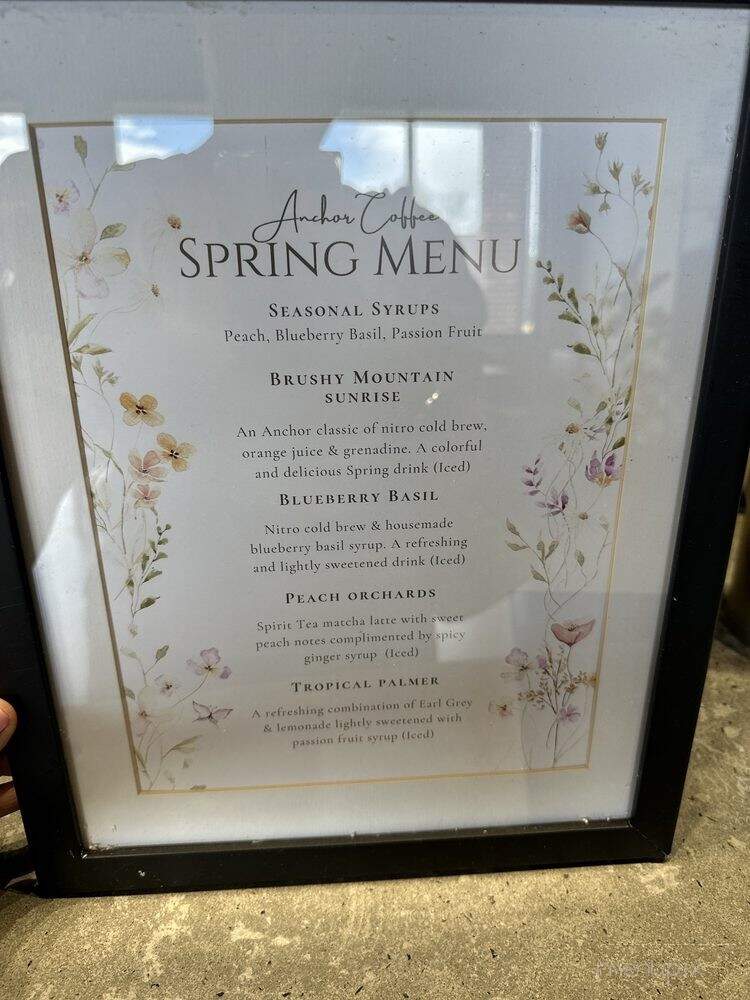 Anchor Coffee
SPRING MENU
SEASONAL SYRUPS
Peach, Blueberry Basil, Passion Fruit
BRUSHY MOUNTAIN
SUNRISE
An Anchor classic of nitro cold brew,
orange juice & grenadine. A colorful
and delicious Spring drink (Iced)
BLUEBERRY BASIL
Nitro cold brew & housemade
blueberry basil syrup. A refreshing
and lightly sweetened drink (Iced)
PEACH ORCHARDS
Spirit Tea matcha latte with sweet
peach notes complimented by spicy
ginger syrup (Iced)
TROPICAL PALMER
A refreshing combination of Earl Grey
& lemonade lightly sweetened with
passion fruit syrup (Iced)